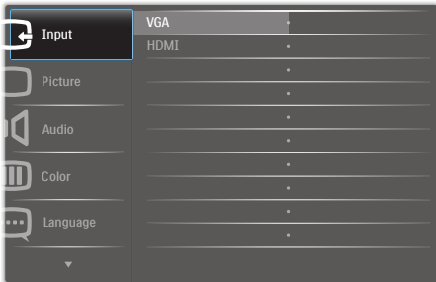 Input
Picture
Audio
Color
Language
VGA
HDMI